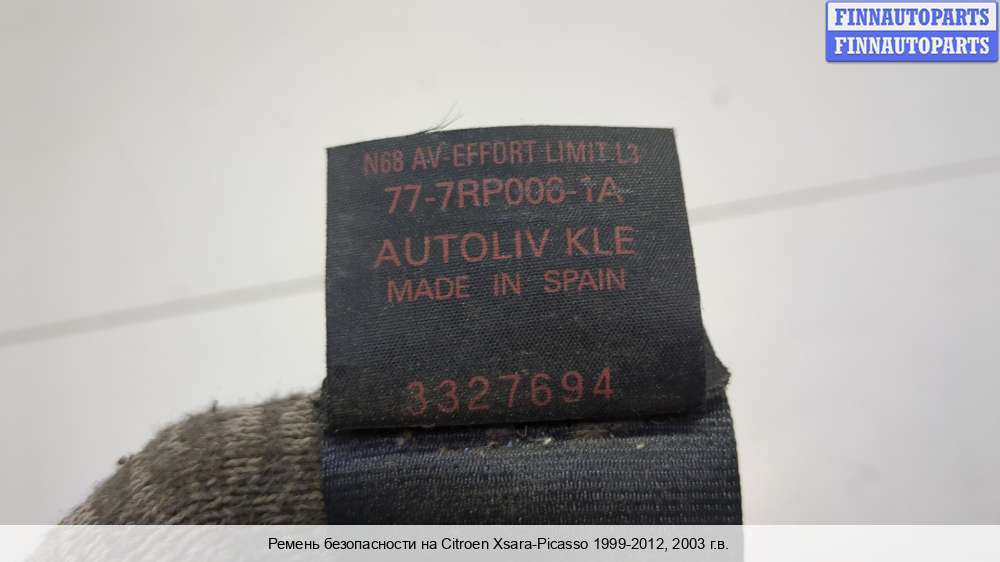 FINNAUTOPARTS
FINNAUTOPARTS
N68 AV-EFFORT LIMIT L3
77-7RP006-1A
AUTOLIV KLE
MADE IN SPAIN
3327694
Ремень безопасности на Citroen Xsara-Picasso 1999-2012, 2003 г.в.